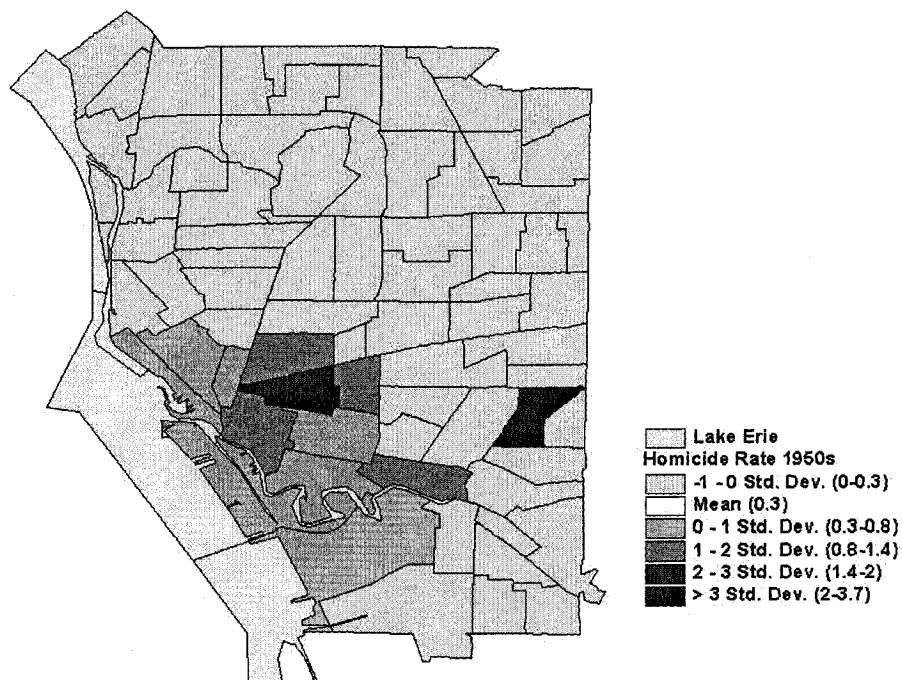 Lake Erie
Homicide Rate 1950s
-1 - 0 Std. Dev. (0-0.3)
Mean (0.3)
0 - 1 Std. Dev. (0.3-0.8)
1 - 2 Std. Dev. (0.8-1.4)
2 - 3 Std. Dev. (1.4-2)
> 3 Std. Dev. (2-3.7)